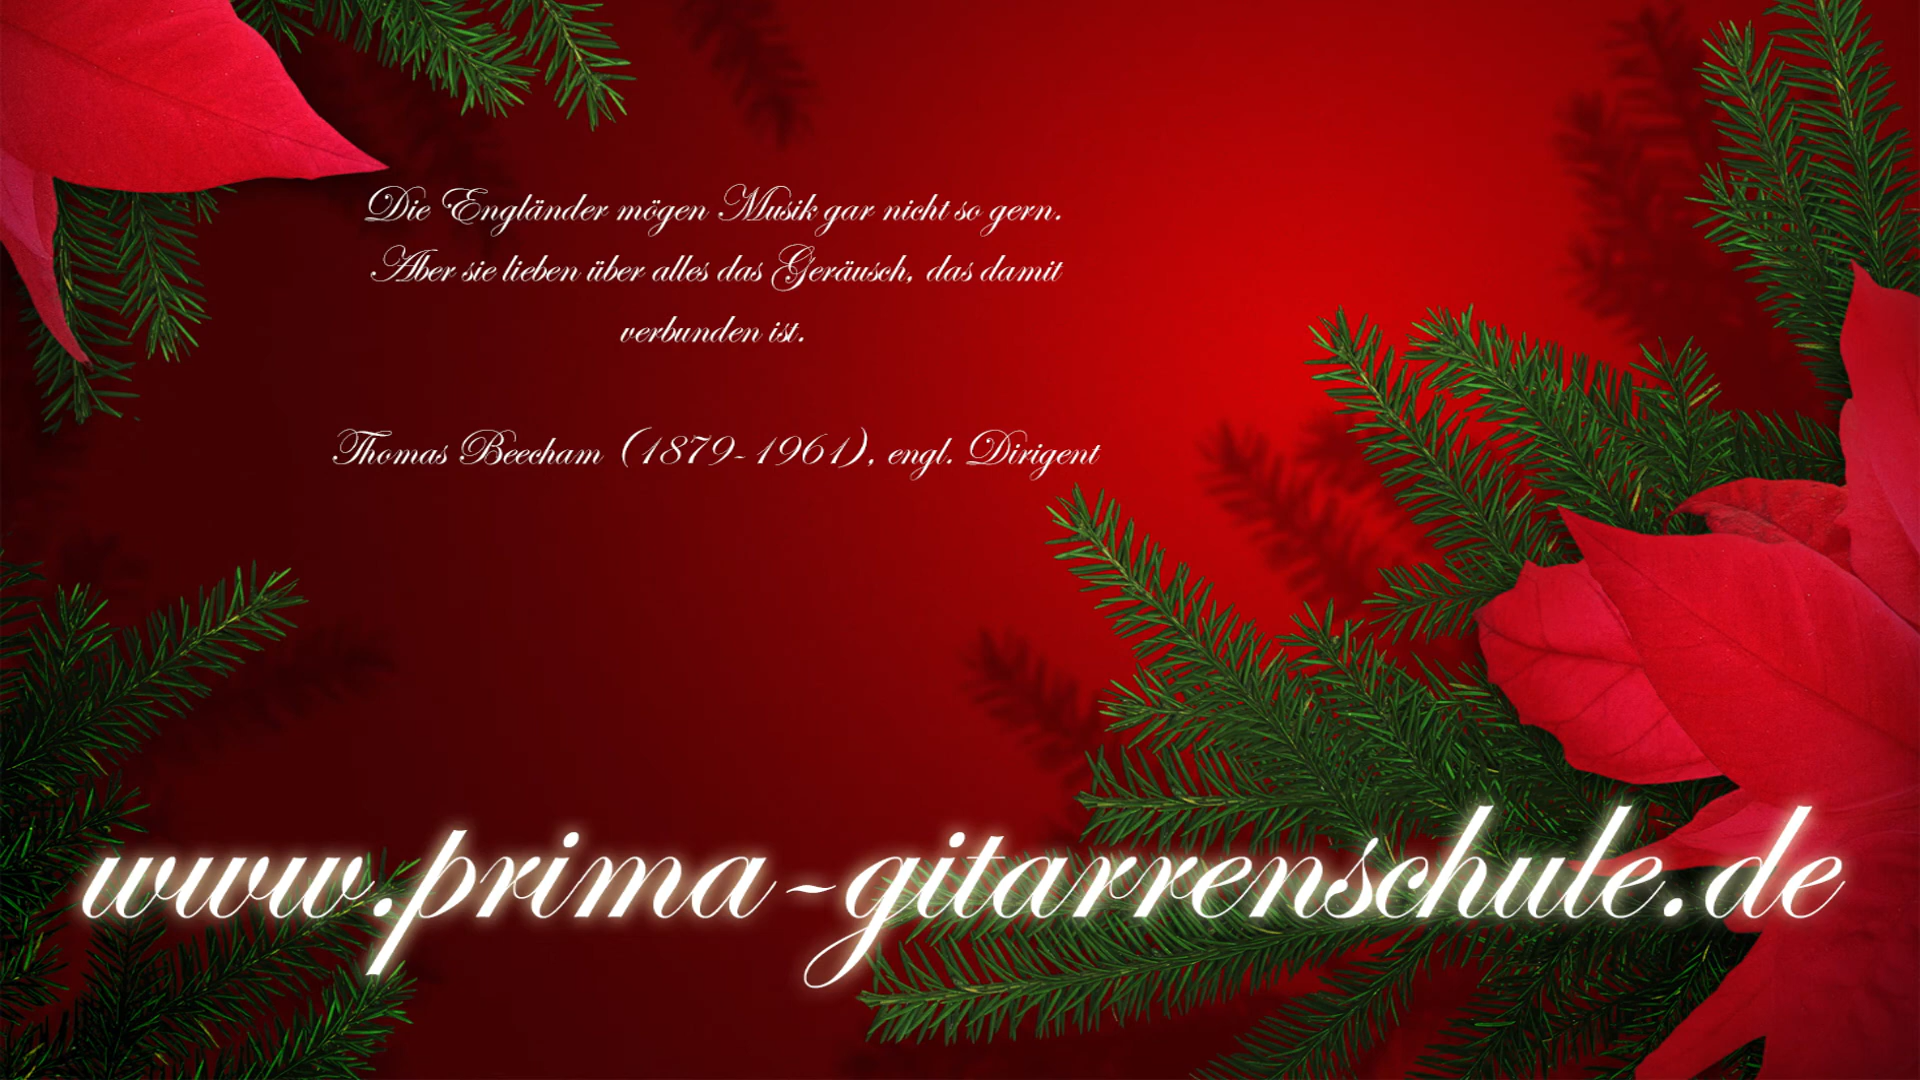 Die Engländer mögen Musik gar nicht so gern.
Aber sie lieben über alles das Geräusch, das damit
verbunden ist.
Thomas Beecham (1879-1961), engl. Dirigent
www.prima-gitarrenschule.de